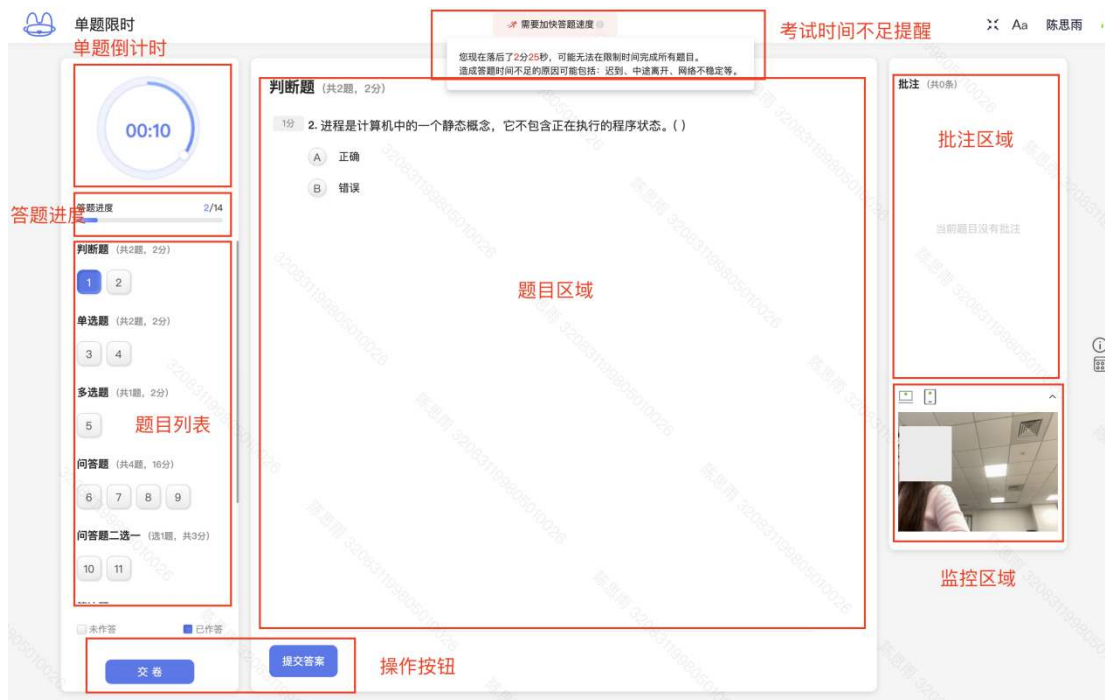 单题限时
需要加快答题速度
考试时间不足提醒
Aa 陈思雨
单题倒计时
您现在落后了2分25秒，可能无法在限制时间完成所有题目。
造成答题时间不足的原因可能包括：迟到、中途离开、网络不稳定等。
00:10
答题进度 2/14
答题进度
判断题（共2题，2分）
1 2
单选题（共2题，2分）
3 4
多选题（共1题，2分）
5
题目列表
问答题（共4题，16分）
6 7 8 9
问答题二选一（选1题，共3分）
10 11
未作答 已作答
交卷
判断题（共2题，2分）
1分 2. 进程是计算机中的一个静态概念，它不包含正在执行的程序状态。( )
A 正确
B 错误
题目区域
提交答案
操作按钮
批注（共0条）
批注区域
当前题目没有批注
监控区域